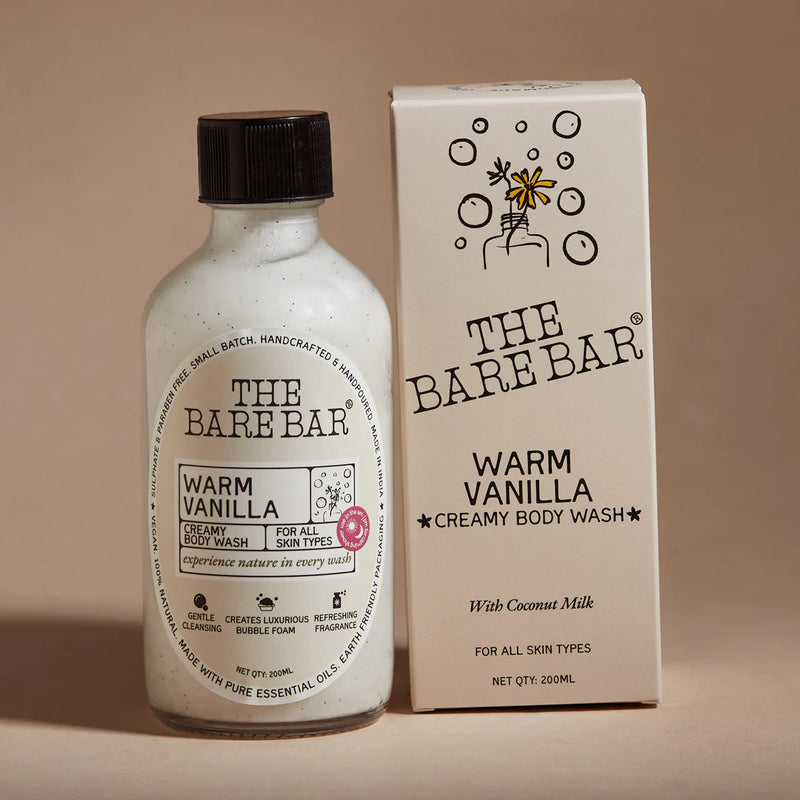 SULPHATE & PARABEN FREE. SMALL BATCH. HANDCRAFTED & HANDPOURED. MADE IN INDIA
★ VEGAN. 100% NATURAL. MADE WITH PURE ESSENTIAL OILS. EARTH FRIENDLY PACKAGING ★
THE
BARE BAR®
WARM
VANILLA
CREAMY
BODY WASH
FOR ALL
SKIN TYPES
experience nature in every wash
GENTLE
CLEANSING
CREATES LUXURIOUS
BUBBLE FOAM
REFRESHING
FRAGRANCE
NET QTY: 200ML
THE
BARE BAR®
WARM
VANILLA
★CREAMY BODY WASH★
With Coconut Milk
FOR ALL SKIN TYPES
NET QTY: 200ML